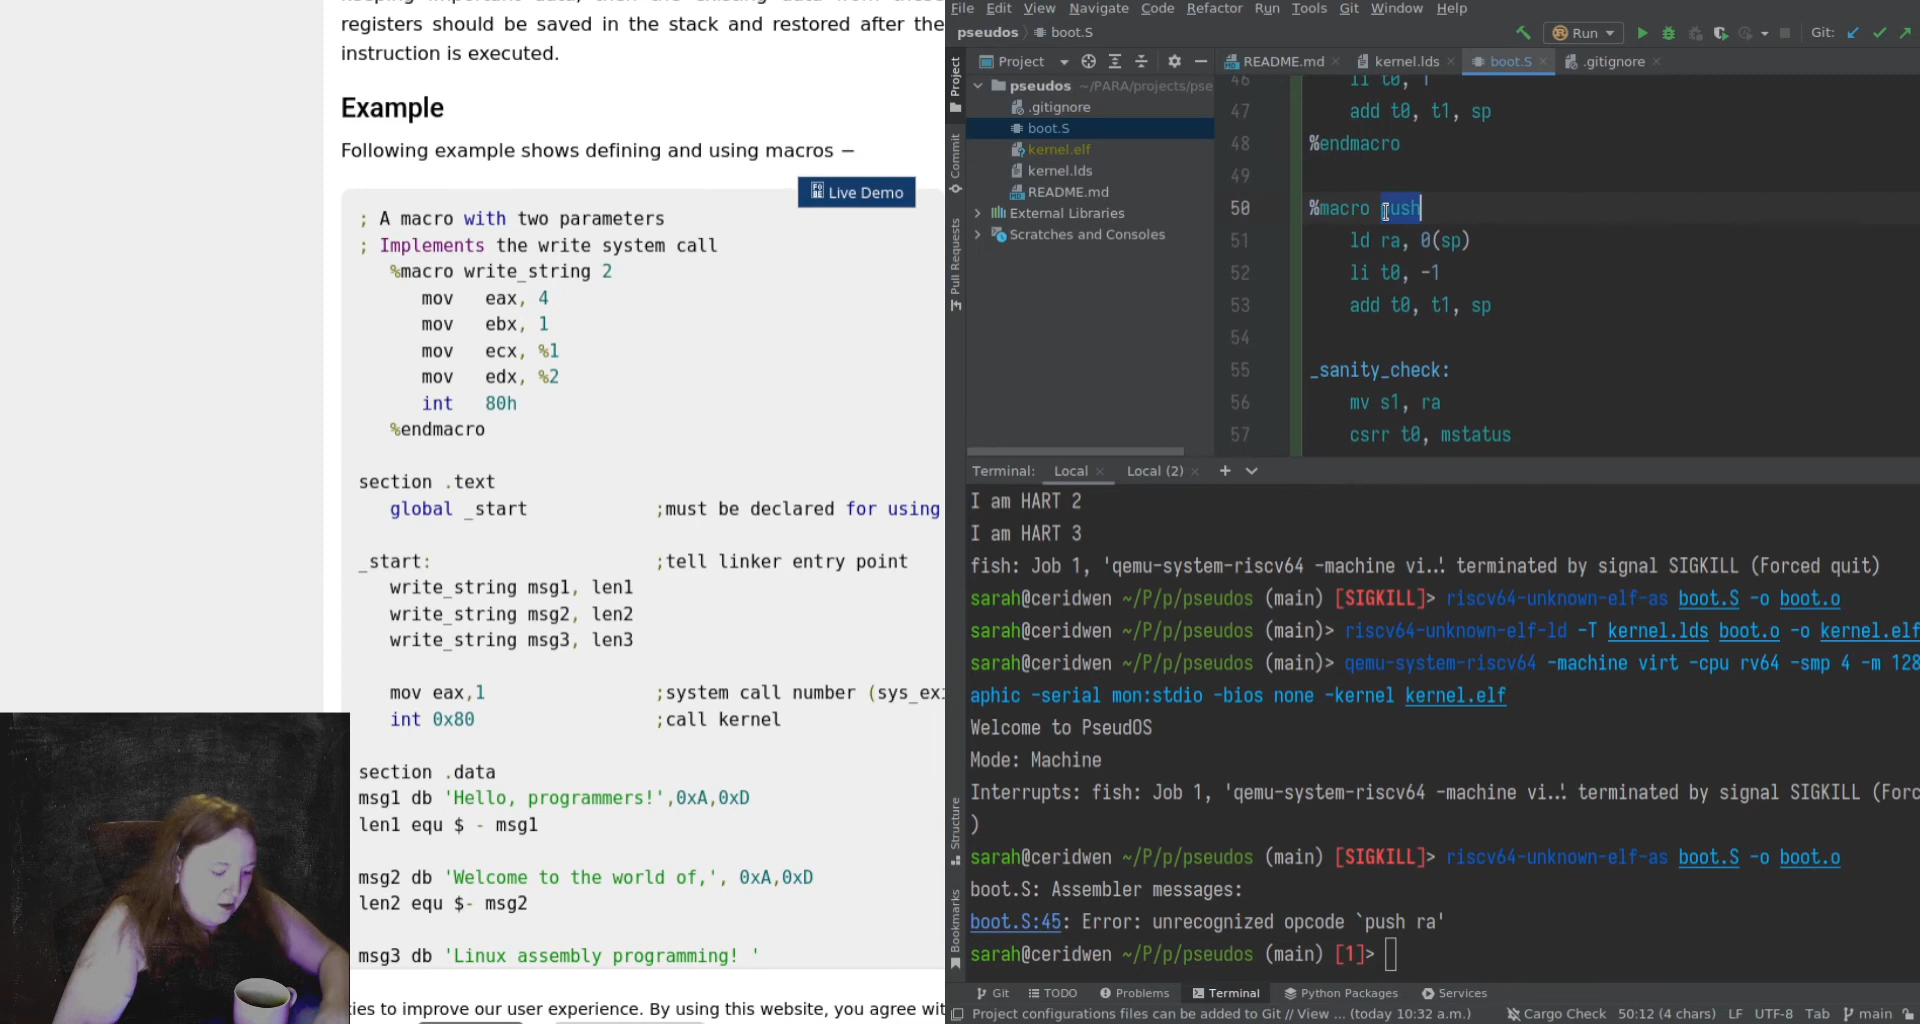 registers should be saved in the stack and restored after the
instruction is executed.
Example
Following example shows defining and using macros −
Live Demo
; A macro with two parameters
; Implements the write system call
%macro write_string 2
mov eax, 4
mov ebx, 1
mov ecx, %1
mov edx, %2
int 80h
%endmacro
section .text
global _start ;must be declared for using
_start: ;tell linker entry point
write_string msg1, len1
write_string msg2, len2
write_string msg3, len3
mov eax,1 ;system call number (sys_exi
int 0x80 ;call kernel
section .data
msg1 db 'Hello, programmers!',0xA,0xD
len1 equ $ - msg1
msg2 db 'Welcome to the world of,', 0xA,0xD
len2 equ $- msg2
msg3 db 'Linux assembly programming! '
ies to improve our user experience. By using this website, you agree wit
File Edit View Navigate Code Refactor Run Tools Git Window Help
pseudos boot.S Run Git:
Project README.md kernel.lds boot.S .gitignore
pseudos ~/PARA/projects/pse
.gitignore
boot.S
kernel.elf
kernel.lds
README.md
External Libraries
Scratches and Consoles
Project
Commit
Pull Requests
Structure
Bookmarks
46 li t0, 1
47 add t0, t1, sp
48 %endmacro
49
50 %macro push
51 ld ra, 0(sp)
52 li t0, -1
53 add t0, t1, sp
54
55 _sanity_check:
56 mv s1, ra
57 csrr t0, mstatus
Terminal: Local Local (2)
I am HART 2
I am HART 3
fish: Job 1, 'qemu-system-riscv64 -machine vi…' terminated by signal SIGKILL (Forced quit)
sarah@ceridwen ~/P/p/pseudos (main) [SIGKILL]> riscv64-unknown-elf-as boot.S -o boot.o
sarah@ceridwen ~/P/p/pseudos (main)> riscv64-unknown-elf-ld -T kernel.lds boot.o -o kernel.elf
sarah@ceridwen ~/P/p/pseudos (main)> qemu-system-riscv64 -machine virt -cpu rv64 -smp 4 -m 128
aphic -serial mon:stdio -bios none -kernel kernel.elf
Welcome to PseudOS
Mode: Machine
Interrupts: fish: Job 1, 'qemu-system-riscv64 -machine vi…' terminated by signal SIGKILL (Forc
)
sarah@ceridwen ~/P/p/pseudos (main) [SIGKILL]> riscv64-unknown-elf-as boot.S -o boot.o
boot.S: Assembler messages:
boot.S:45: Error: unrecognized opcode `push ra'
sarah@ceridwen ~/P/p/pseudos (main) [1]>
Git TODO Problems Terminal Python Packages Services
Project configurations files can be added to Git // View ... (today 10:32 a.m.) Cargo Check 50:12 (4 chars) LF UTF-8 Tab main